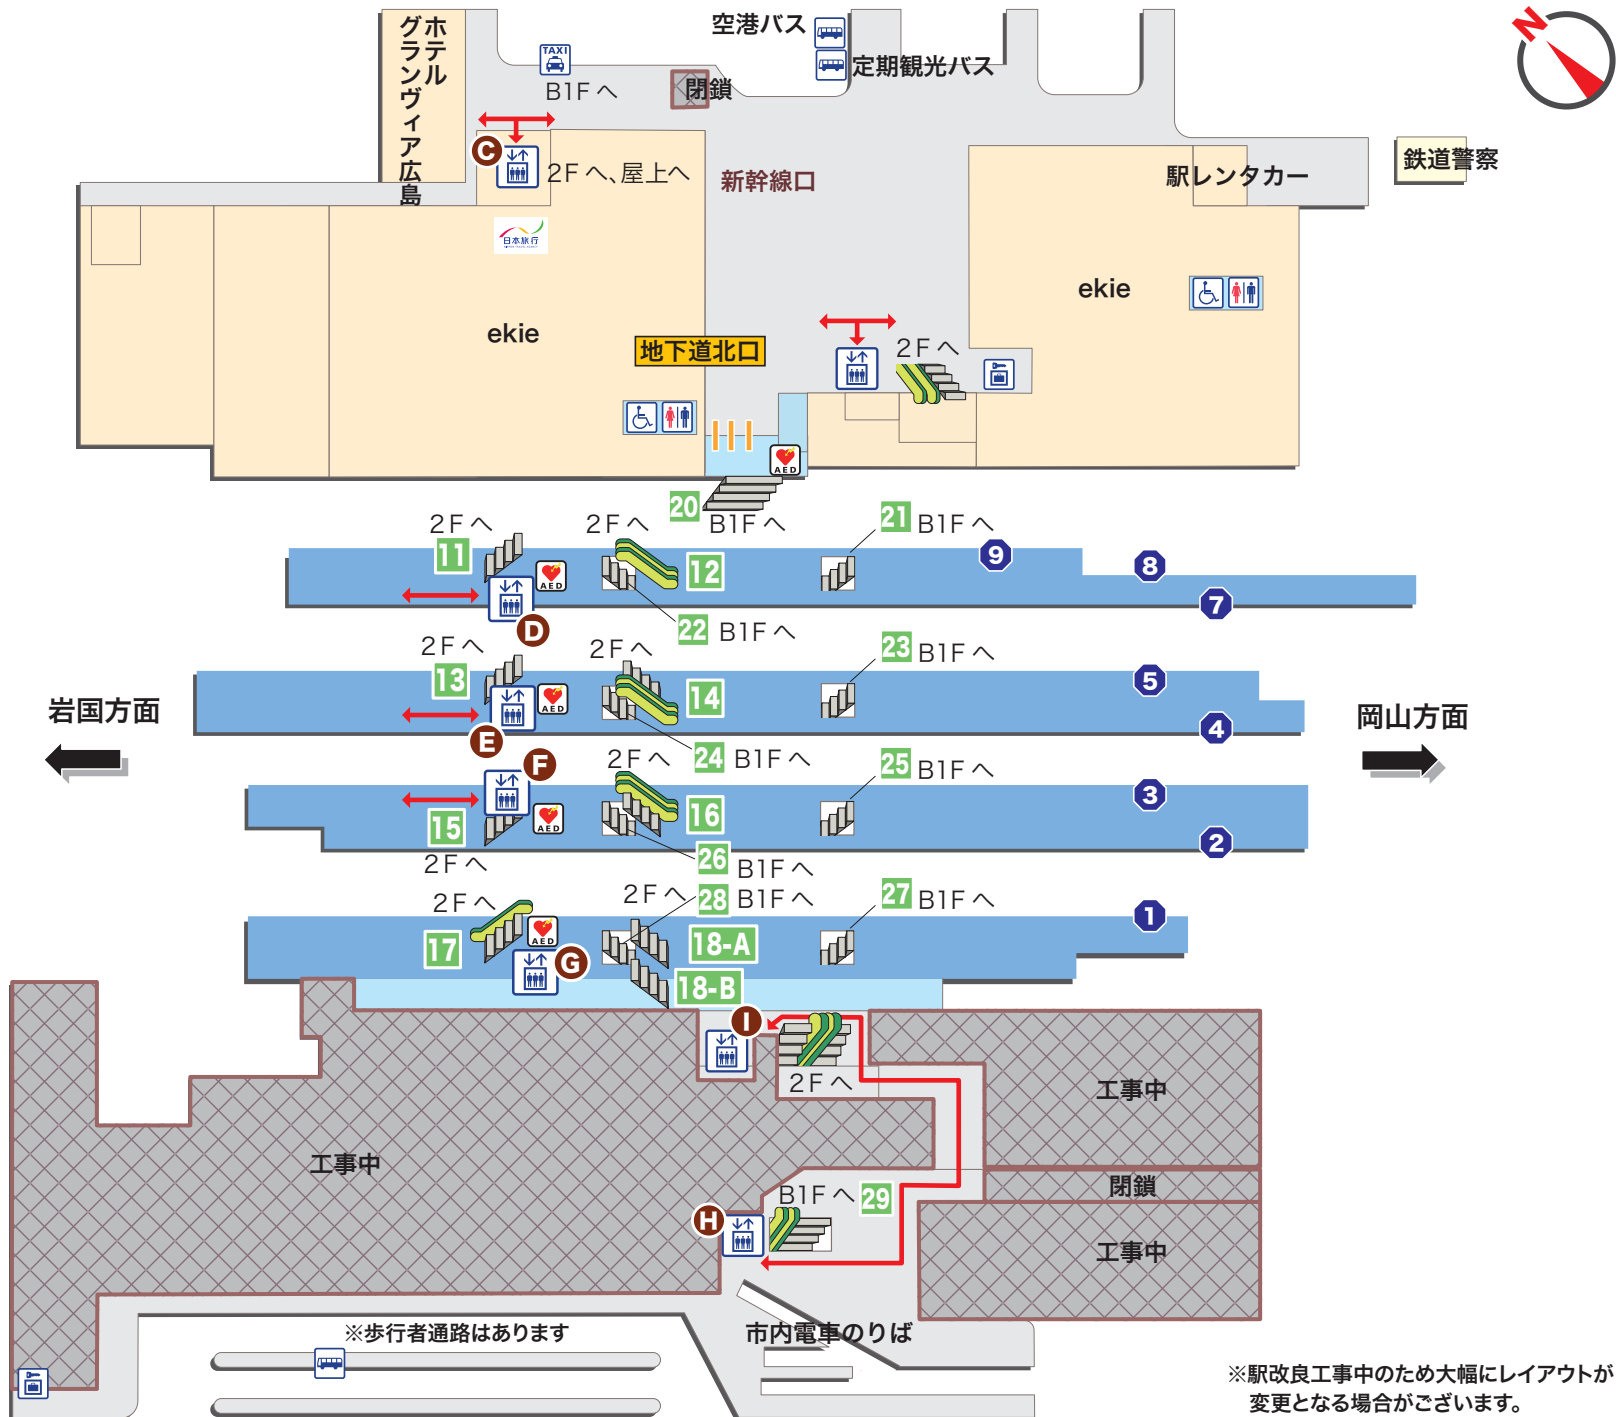 ホテル
グランヴィア広島
空港バス
定期観光バス
TAXI
B1Fへ
閉鎖
N
鉄道警察
C
2Fへ、屋上へ
新幹線口
駅レンタカー
日本旅行
ekie
ekie
地下道北口
2Fへ
AED
20
B1Fへ
2Fへ
2Fへ
21
B1Fへ
11
AED
12
9
8
7
D
22
B1Fへ
2Fへ
2Fへ
23
B1Fへ
13
AED
14
5
4
E
24
B1Fへ
岩国方面
岡山方面
F
2Fへ
25
B1Fへ
15
AED
16
3
2
2Fへ
26
B1Fへ
2Fへ
2Fへ
28
B1Fへ
27
B1Fへ
17
AED
18-A
1
G
18-B
I
2Fへ
工事中
工事中
閉鎖
B1Fへ
29
H
工事中
※歩行者通路はあります
市内電車のりば
※駅改良工事中のため大幅にレイアウトが
変更となる場合がございます。